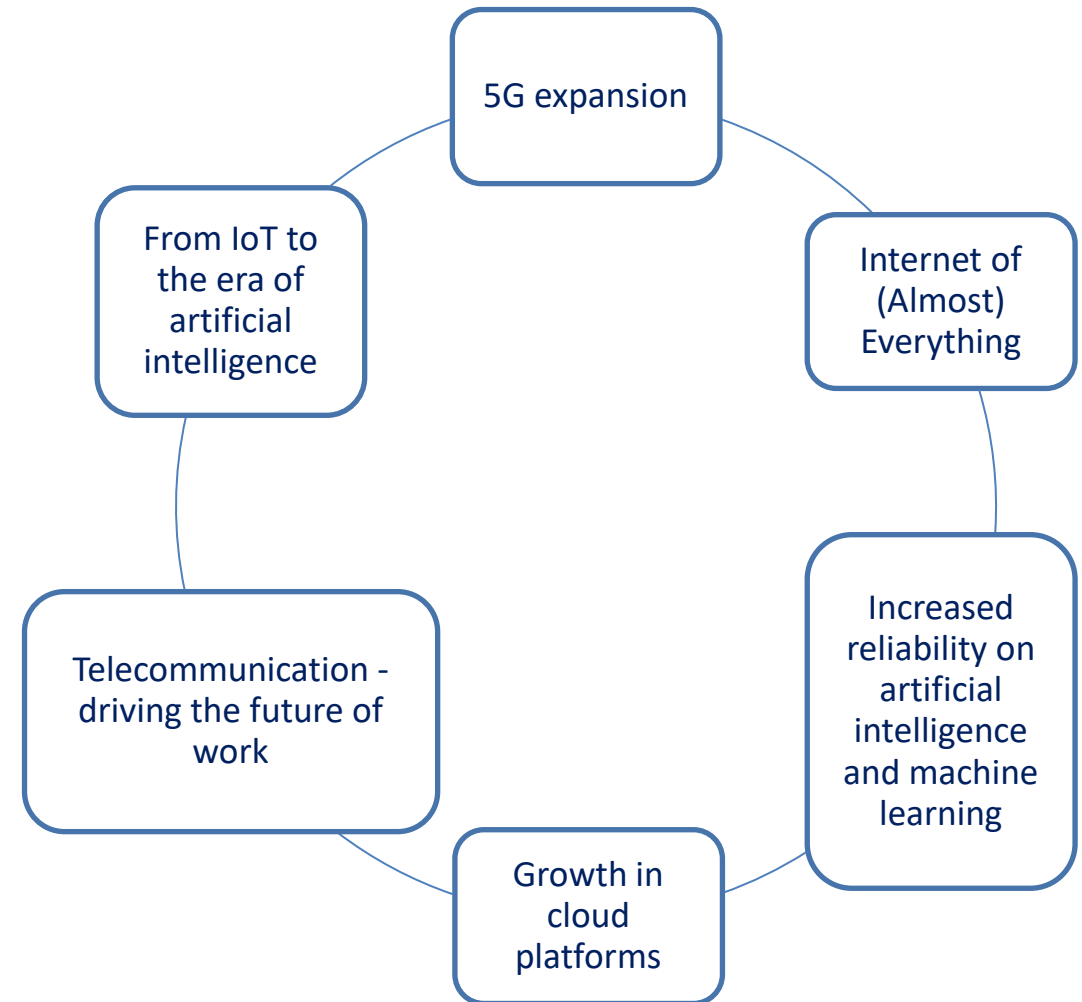 5G expansion
Internet of
(Almost)
Everything
Increased
reliability on
artificial
intelligence
and machine
learning
Growth in
cloud
platforms
Telecommunication -
driving the future of
work
From IoT to
the era of
artificial
intelligence